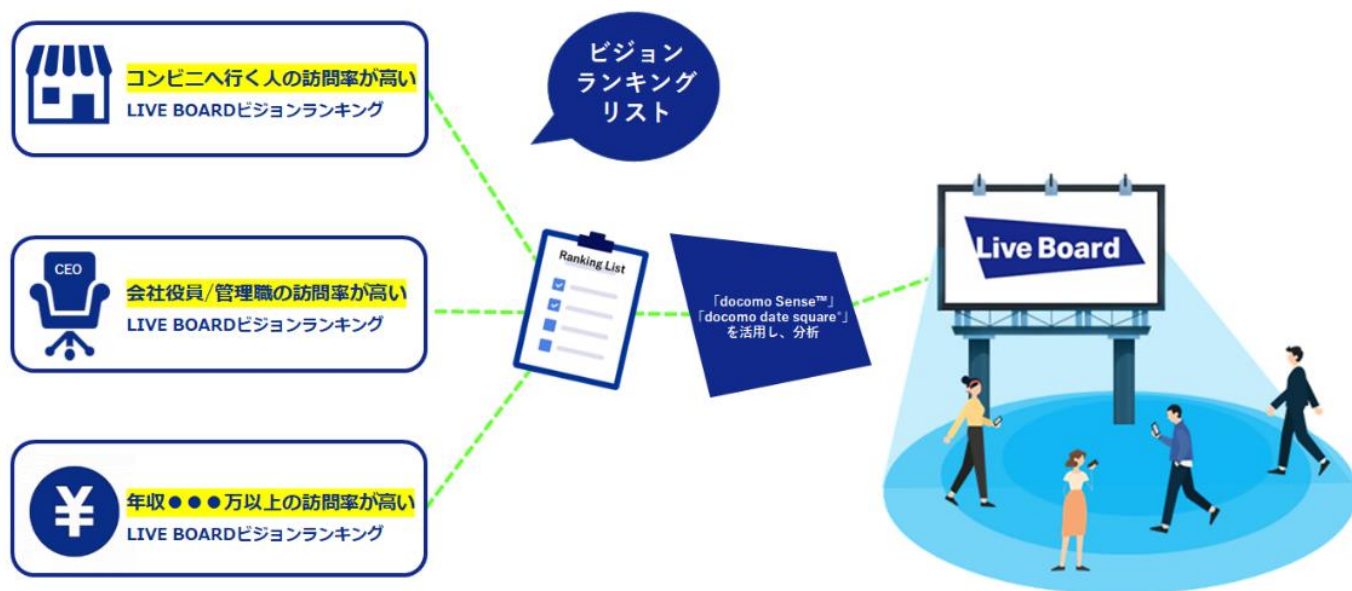 コンビニへ行く人の訪問率が高い
LIVE BOARDビジョンランキング
ビジョン
ランキング
リスト
CEO
会社役員/管理職の訪問率が高い
LIVE BOARDビジョンランキング
Ranking List
「docomo Sense™」
「docomo date square®」
を活用し、分析
Live Board
¥
年収●●●万以上の訪問率が高い
LIVE BOARDビジョンランキング